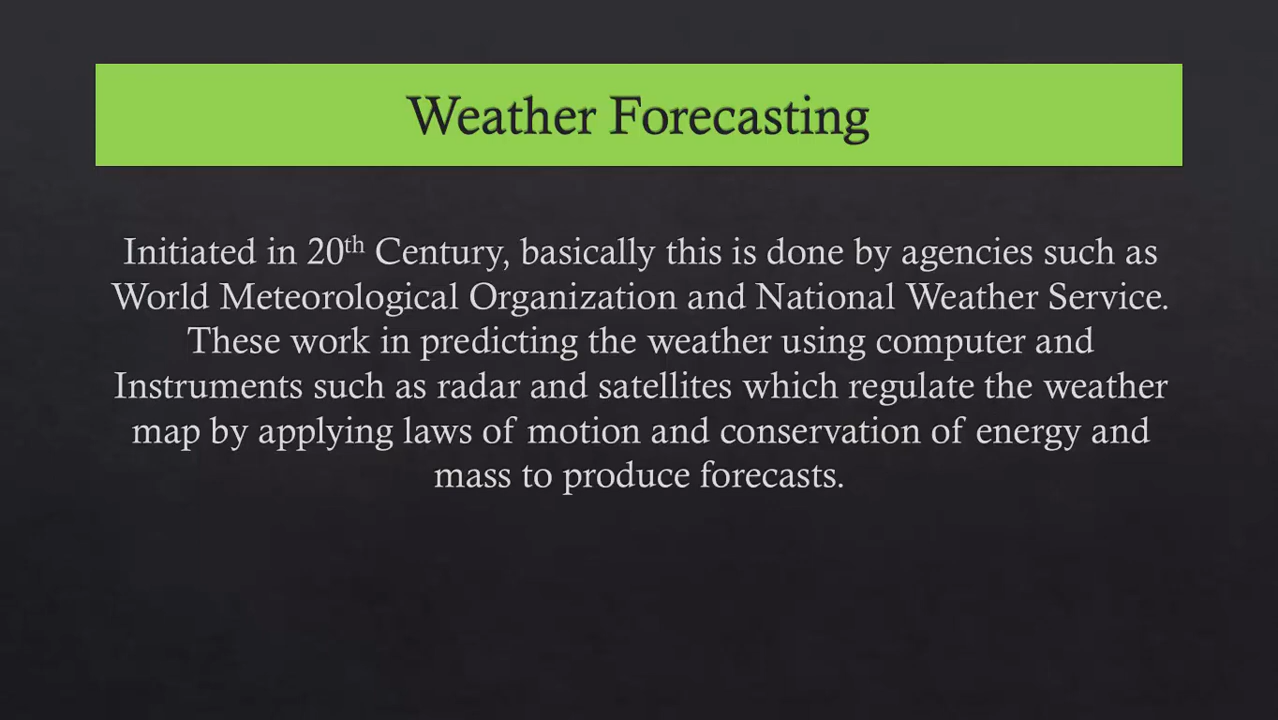 Weather Forecasting
Initiated in 20th Century, basically this is done by agencies such as
World Meteorological Organization and National Weather Service.
These work in predicting the weather using computer and
Instruments such as radar and satellites which regulate the weather
map by applying laws of motion and conservation of energy and
mass to produce forecasts.